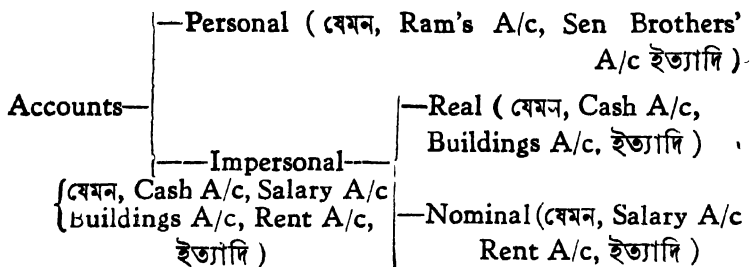 —Personal ( যেমন, Ram's A/c, Sen Brothers'
A/c ইত্যাদি )
Accounts—
—Real ( যেমন, Cash A/c,
Buildings A/c, ইত্যাদি )
—Impersonal—
{যেমন, Cash A/c, Salary A/c
Buildings A/c, Rent A/c,
ইত্যাদি )
—Nominal (যেমন, Salary A/c
Rent A/c, ইত্যাদি )